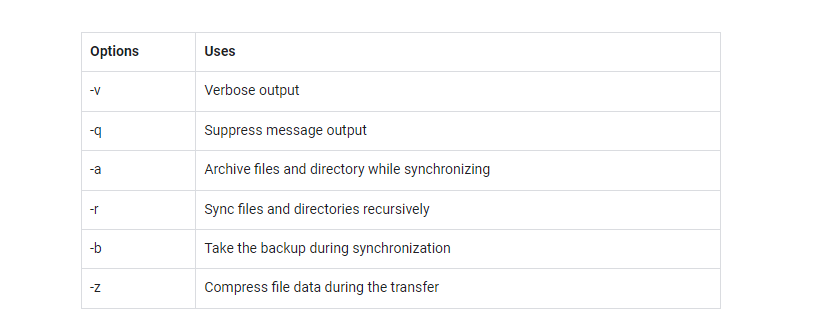 Options Uses
-v Verbose output
-q Suppress message output
-a Archive files and directory while synchronizing
-r Sync files and directories recursively
-b Take the backup during synchronization
-z Compress file data during the transfer